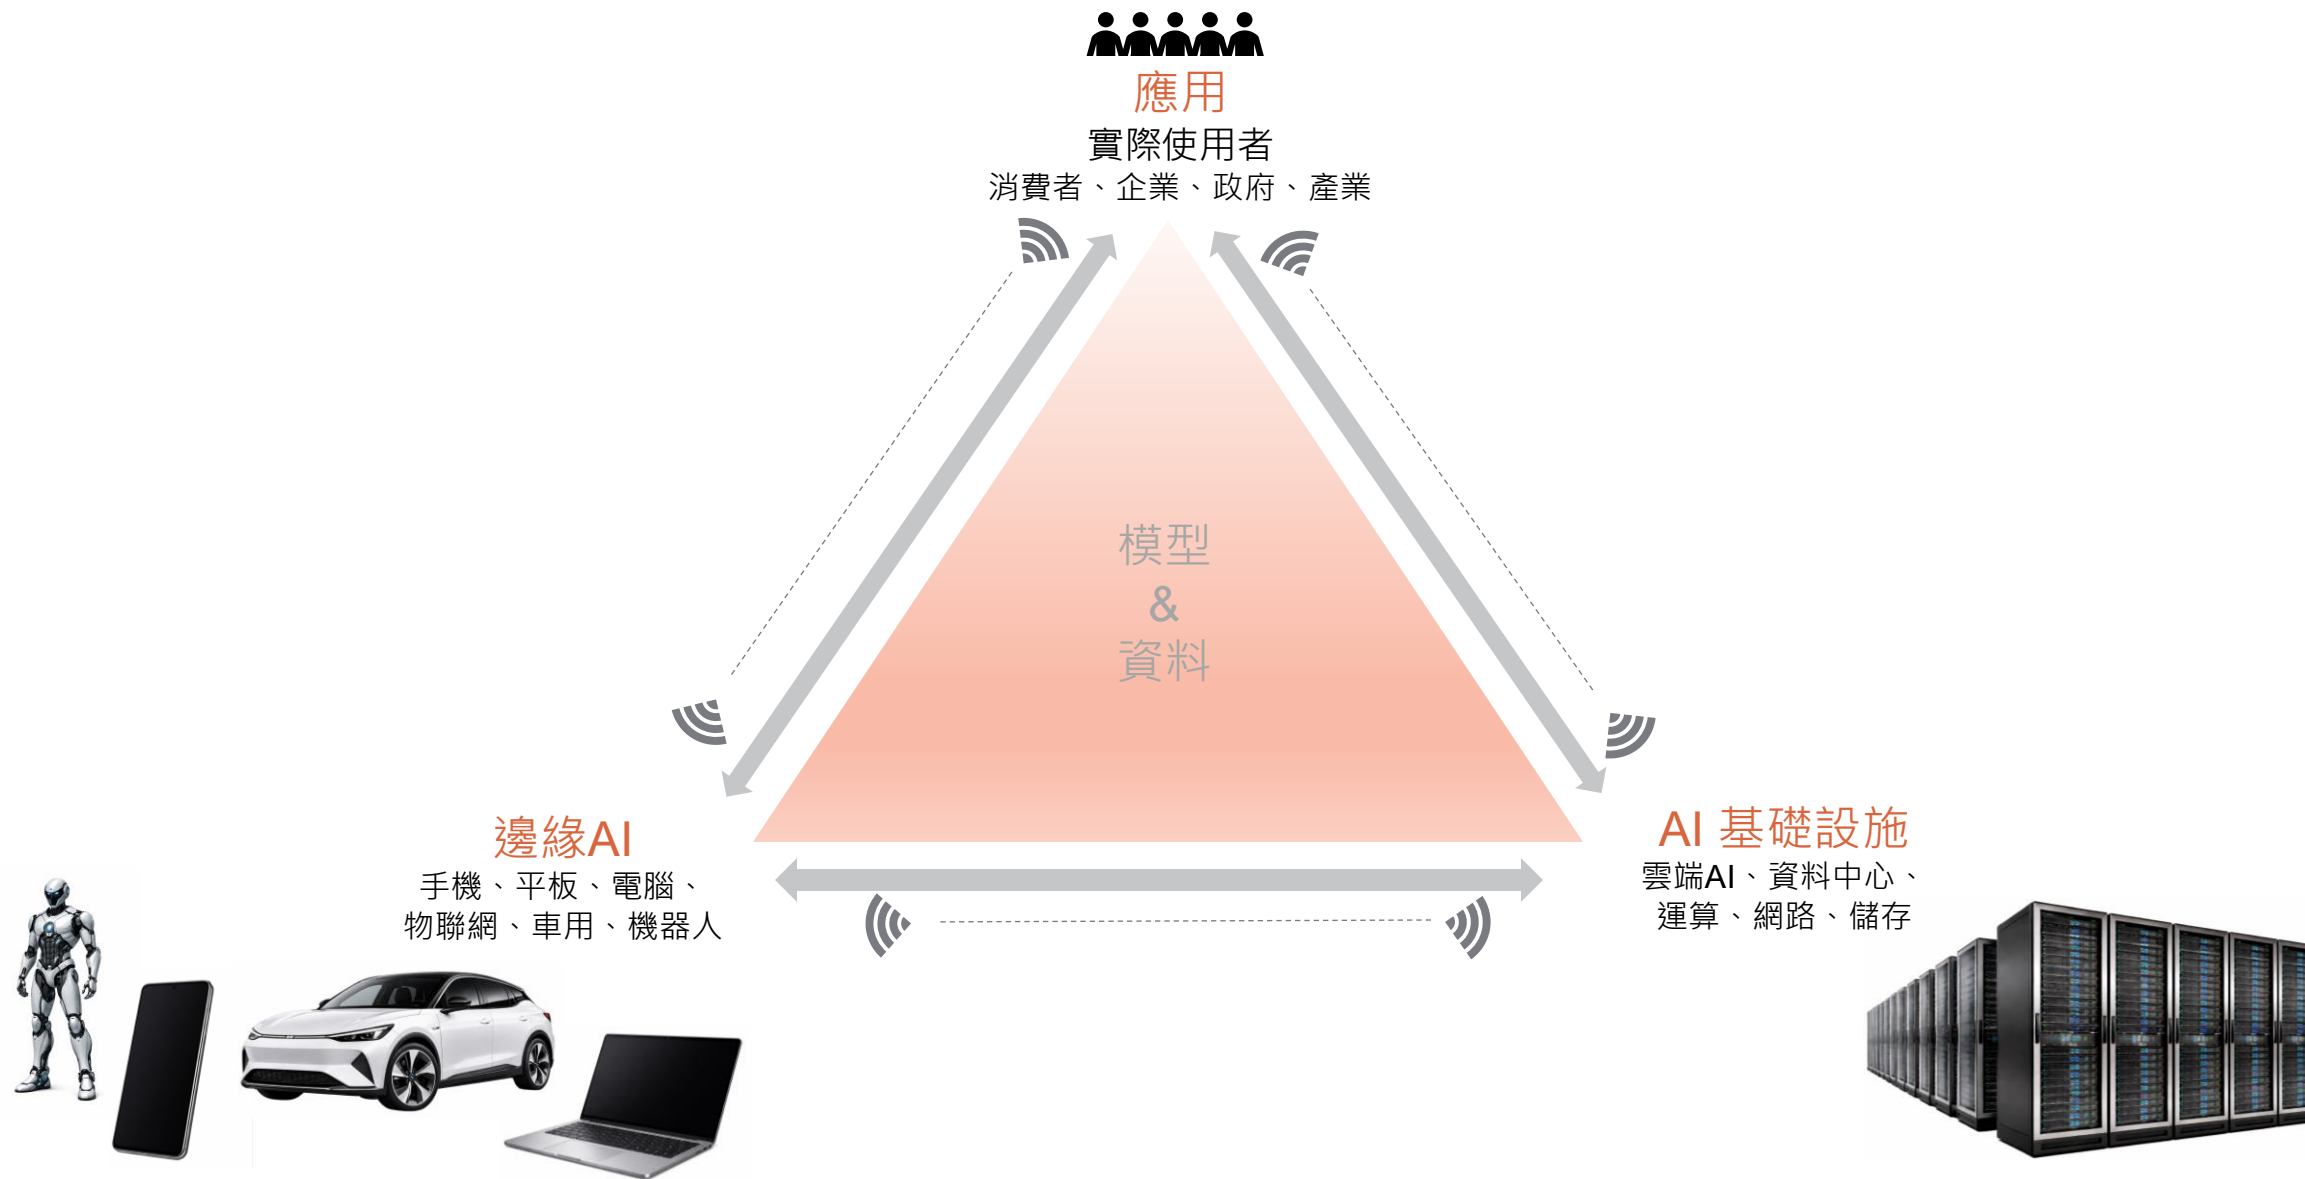 應用
實際使用者
消費者、企業、政府、產業
模型
&
資料
邊緣AI
手機、平板、電腦、
物聯網、車用、機器人
AI 基礎設施
雲端AI、資料中心、
運算、網路、儲存